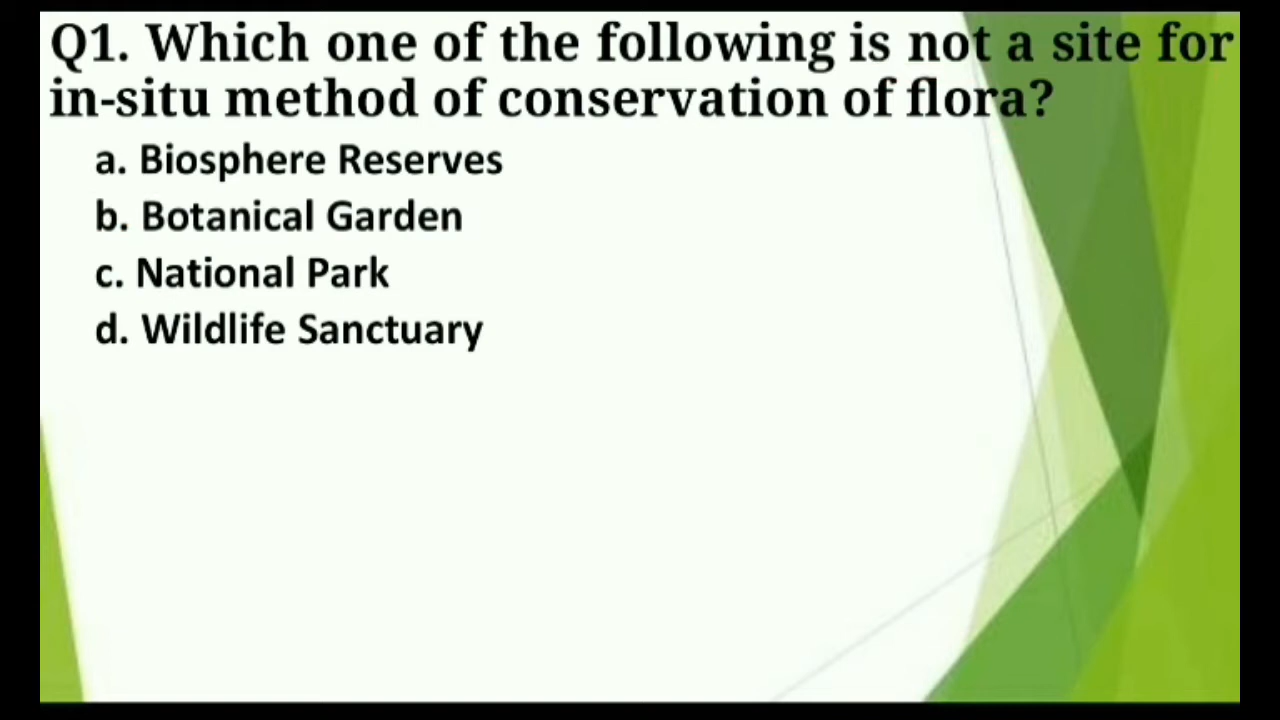 Q1. Which one of the following is not a site for
in-situ method of conservation of flora?
a. Biosphere Reserves
b. Botanical Garden
c. National Park
d. Wildlife Sanctuary